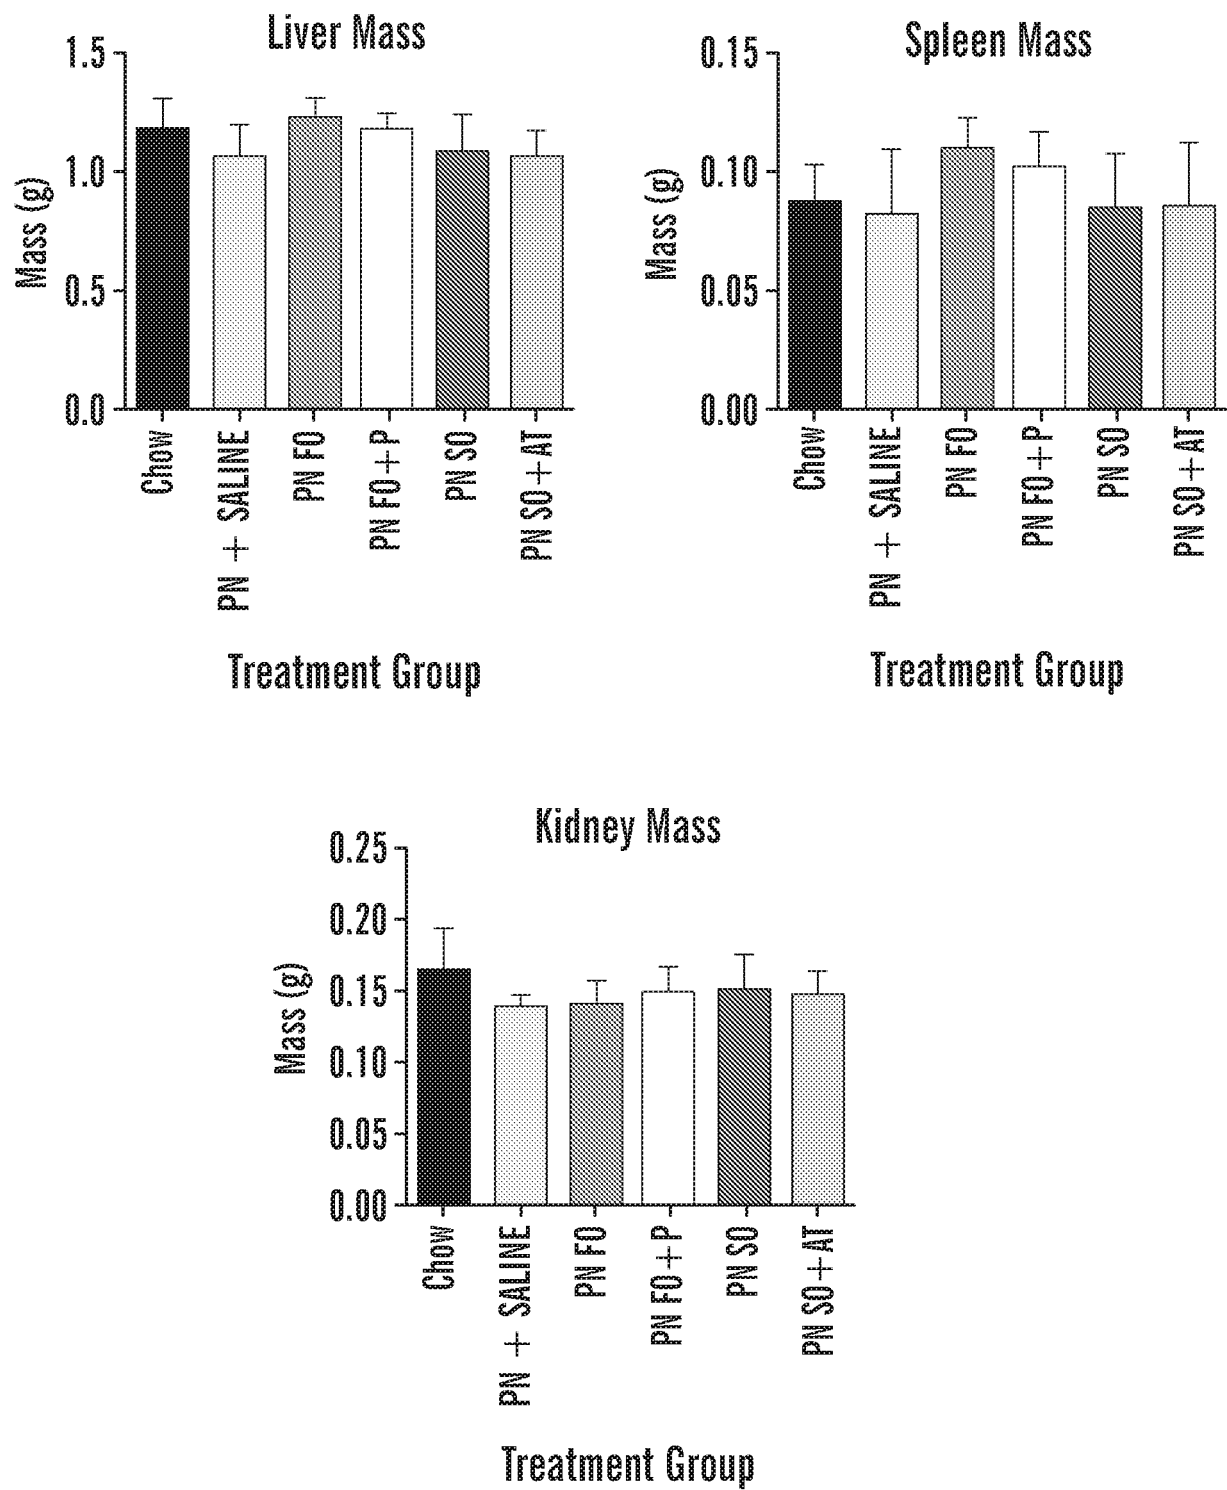 Liver Mass
1.5
1.0
0.5
0.0
Mass (g)
Chow
PN + SALINE
PN FO
PN FO+P
PN SO
PN SO+AT
Treatment Group
Spleen Mass
0.15
0.10
0.05
0.00
Mass (g)
Chow
PN + SALINE
PN FO
PN FO+P
PN SO
PN SO+AT
Treatment Group
Kidney Mass
0.25
0.20
0.15
0.10
0.05
0.00
Mass (g)
Chow
PN + SALINE
PN FO
PN FO+P
PN SO
PN SO+AT
Treatment Group